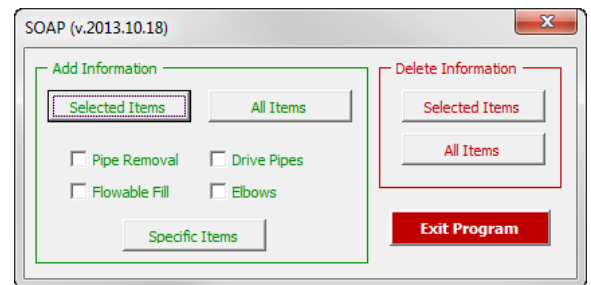 SOAP (v.2013.10.18)
Add Information
Delete Information
Selected Items
All Items
Selected Items
All Items
Pipe Removal
Drive Pipes
Flowable Fill
Elbows
Specific Items
Exit Program